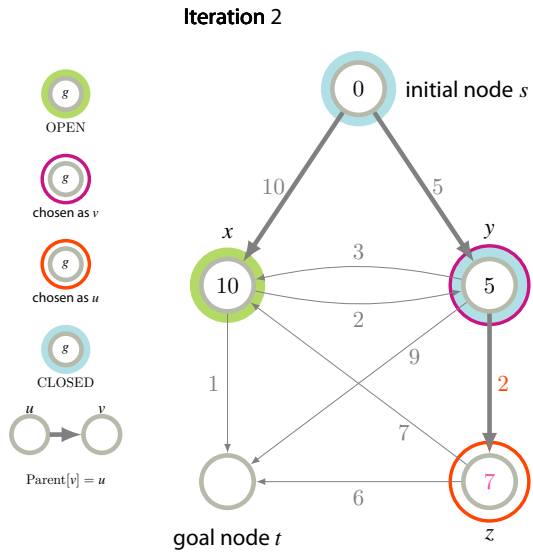 Iteration 2
0
initial node s
g
OPEN
g
chosen as v
g
chosen as u
g
CLOSED
u
v
Parent[v] = u
10
5
x
y
3
10
5
2
9
1
2
7
7
6
goal node t
z